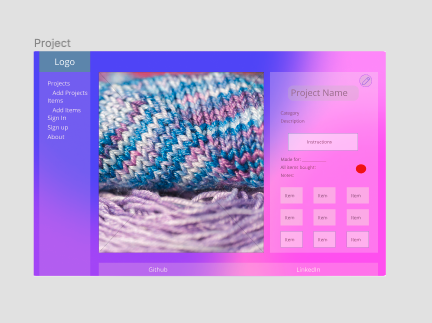 Project
Logo
Projects
Add Projects
Items
Add Items
Sign In
Sign up
About
Project Name
Category
Description
Instructions
Made for
All items bought
Notes
Item Item Item
Item Item Item
Item Item Item
Github LinkedIn